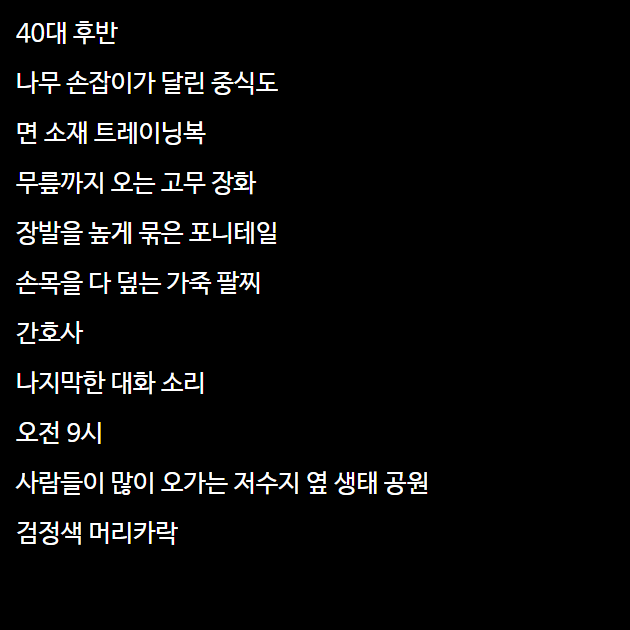 40대 후반
나무 손잡이가 달린 중식도
면 소재 트레이닝복
무릎까지 오는 고무 장화
장발을 높게 묶은 포니테일
손목을 다 덮는 가죽 팔찌
간호사
나지막한 대화 소리
오전 9시
사람들이 많이 오가는 저수지 옆 생태 공원
검정색 머리카락